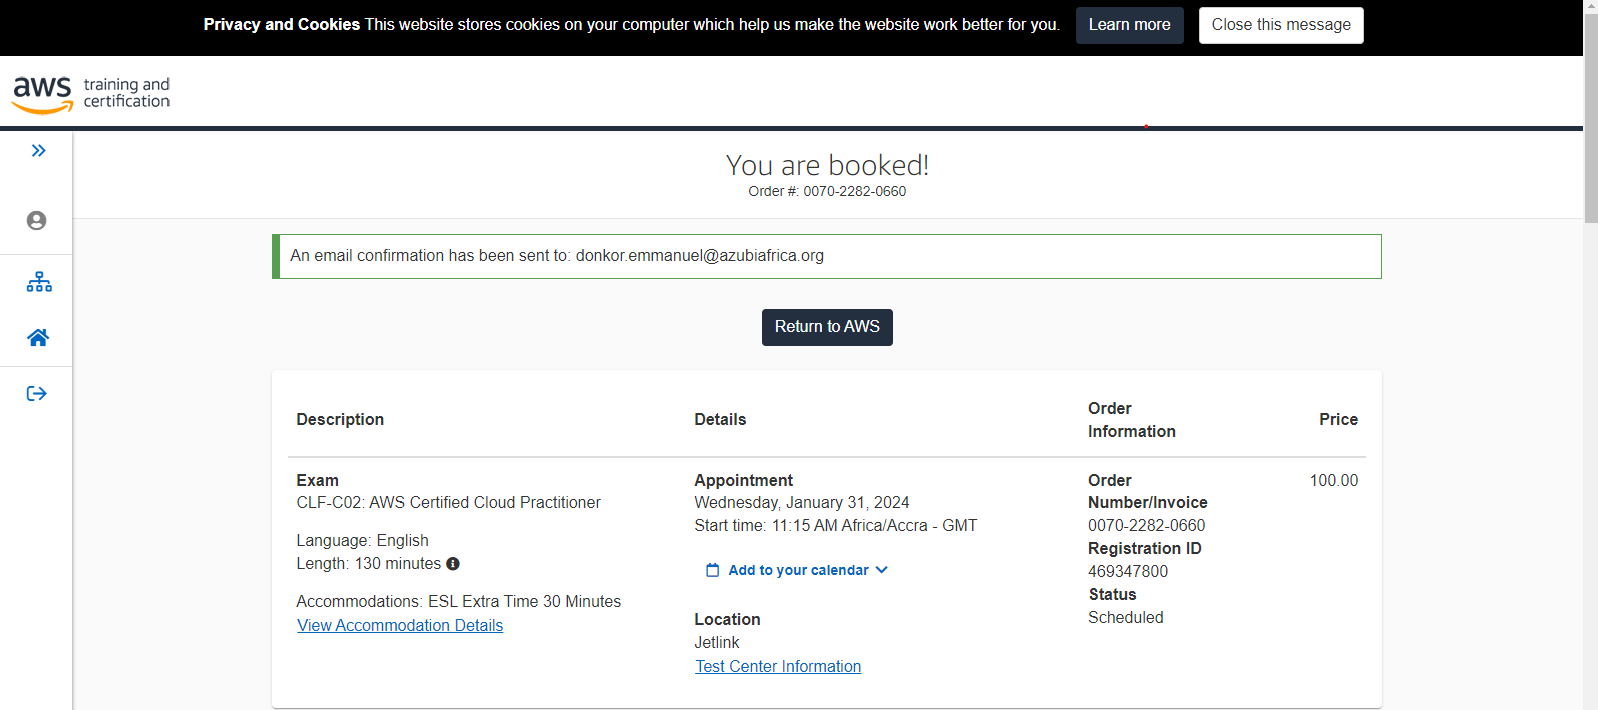 Privacy and Cookies This website stores cookies on your computer which help us make the website work better for you.
Learn more
Close this message
aws training and certification
You are booked!
Order #: 0070-2282-0660
An email confirmation has been sent to: donkor.emmanuel@azubiafrica.org
Return to AWS
Description
Details
Order
Information
Price
Exam
CLF-C02: AWS Certified Cloud Practitioner
Language: English
Length: 130 minutes
Accommodations: ESL Extra Time 30 Minutes
View Accommodation Details
Appointment
Wednesday, January 31, 2024
Start time: 11:15 AM Africa/Accra - GMT
Add to your calendar
Location
Jetlink
Test Center Information
Order
Number/Invoice
0070-2282-0660
Registration ID
469347800
Status
Scheduled
100.00